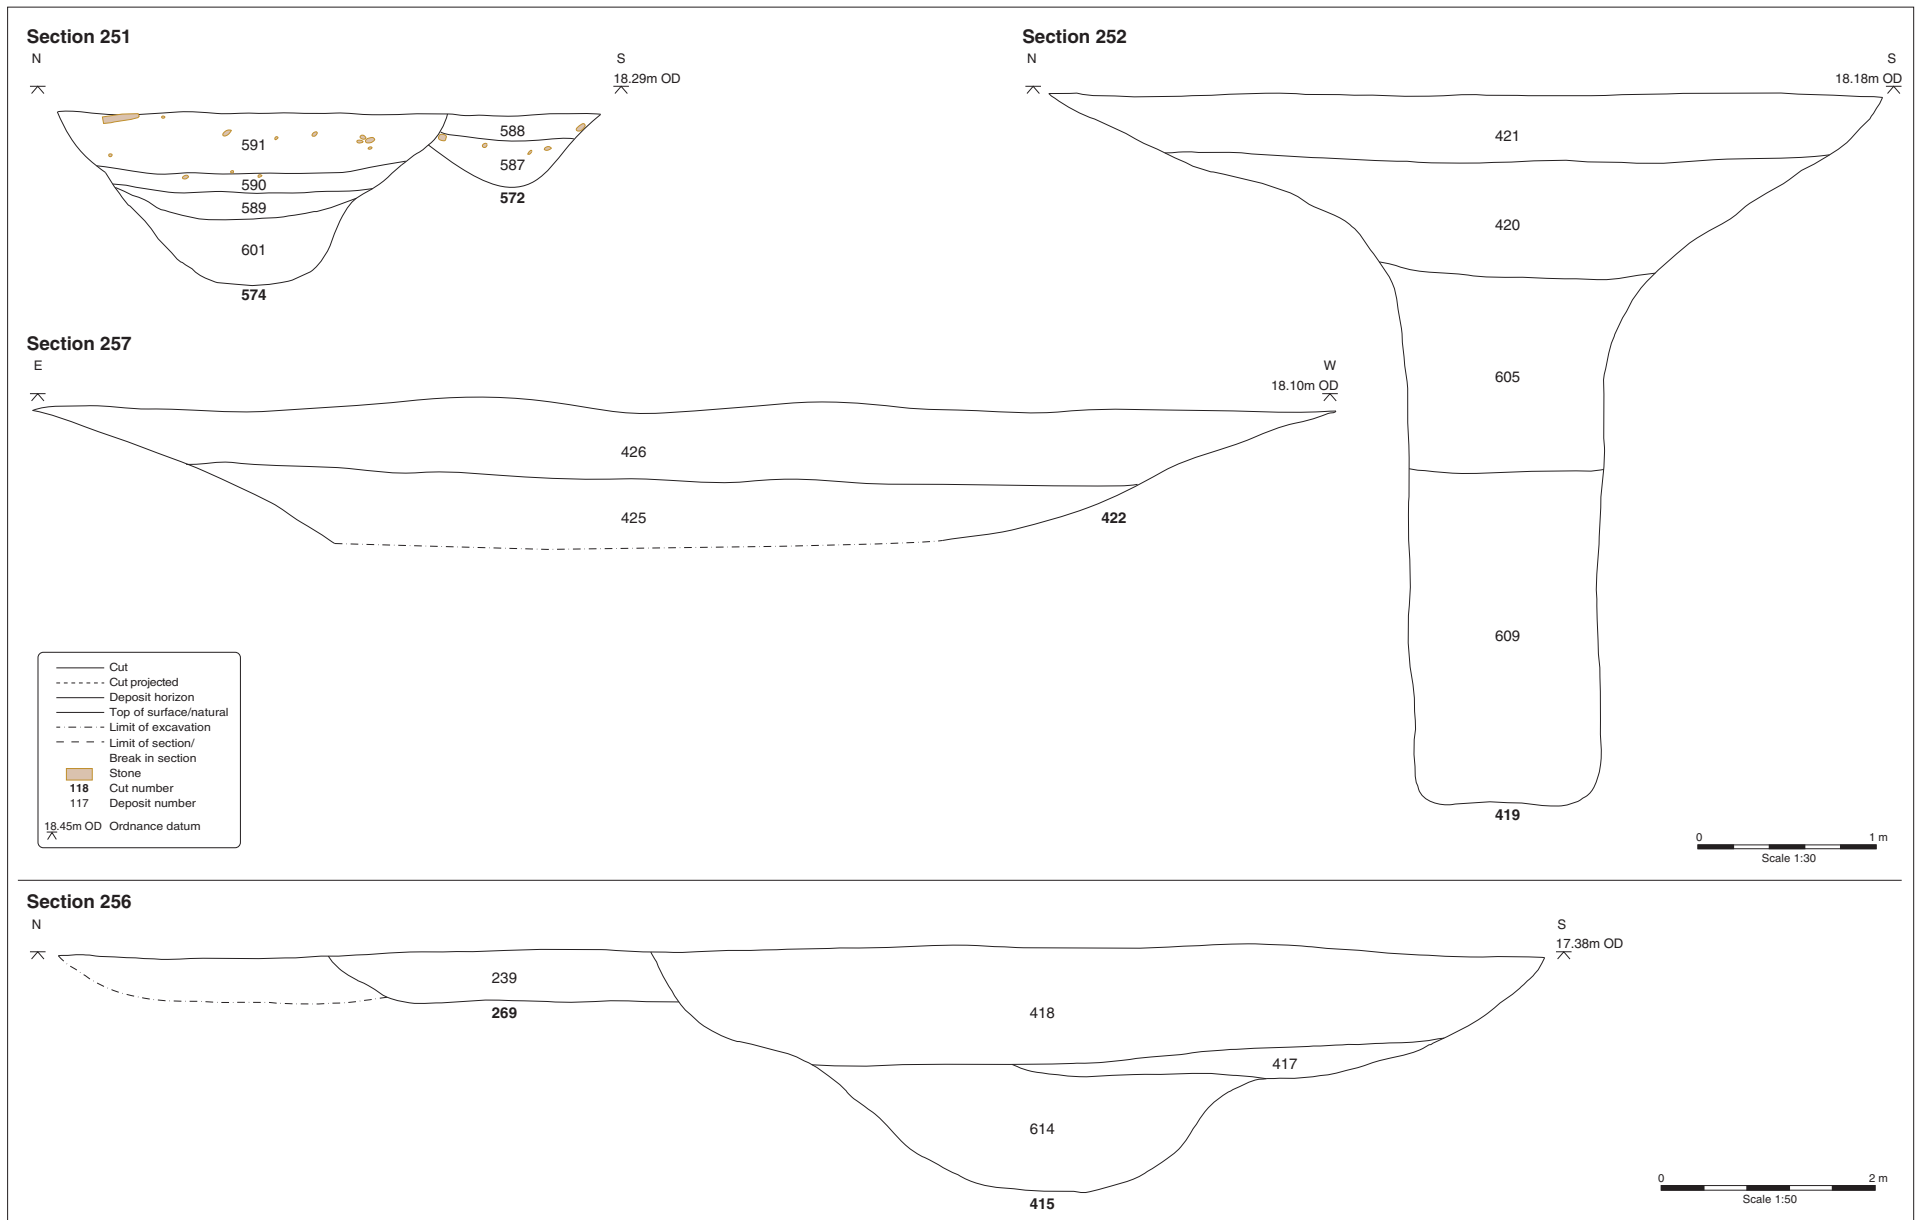 Section 251
N
S
18.29m OD
591
588
587
590
572
589
601
574
Section 252
N
S
18.18m OD
421
420
605
609
419
0 1 m
Scale 1:30
Section 257
E
W
18.10m OD
426
425
422
Cut
Cut projected
Deposit horizon
Top of surface/natural
Limit of excavation
Limit of section/
Break in section
Stone
118 Cut number
117 Deposit number
18.45m OD Ordnance datum
Section 256
N
S
17.38m OD
239
269
418
417
614
415
0 2 m
Scale 1:50